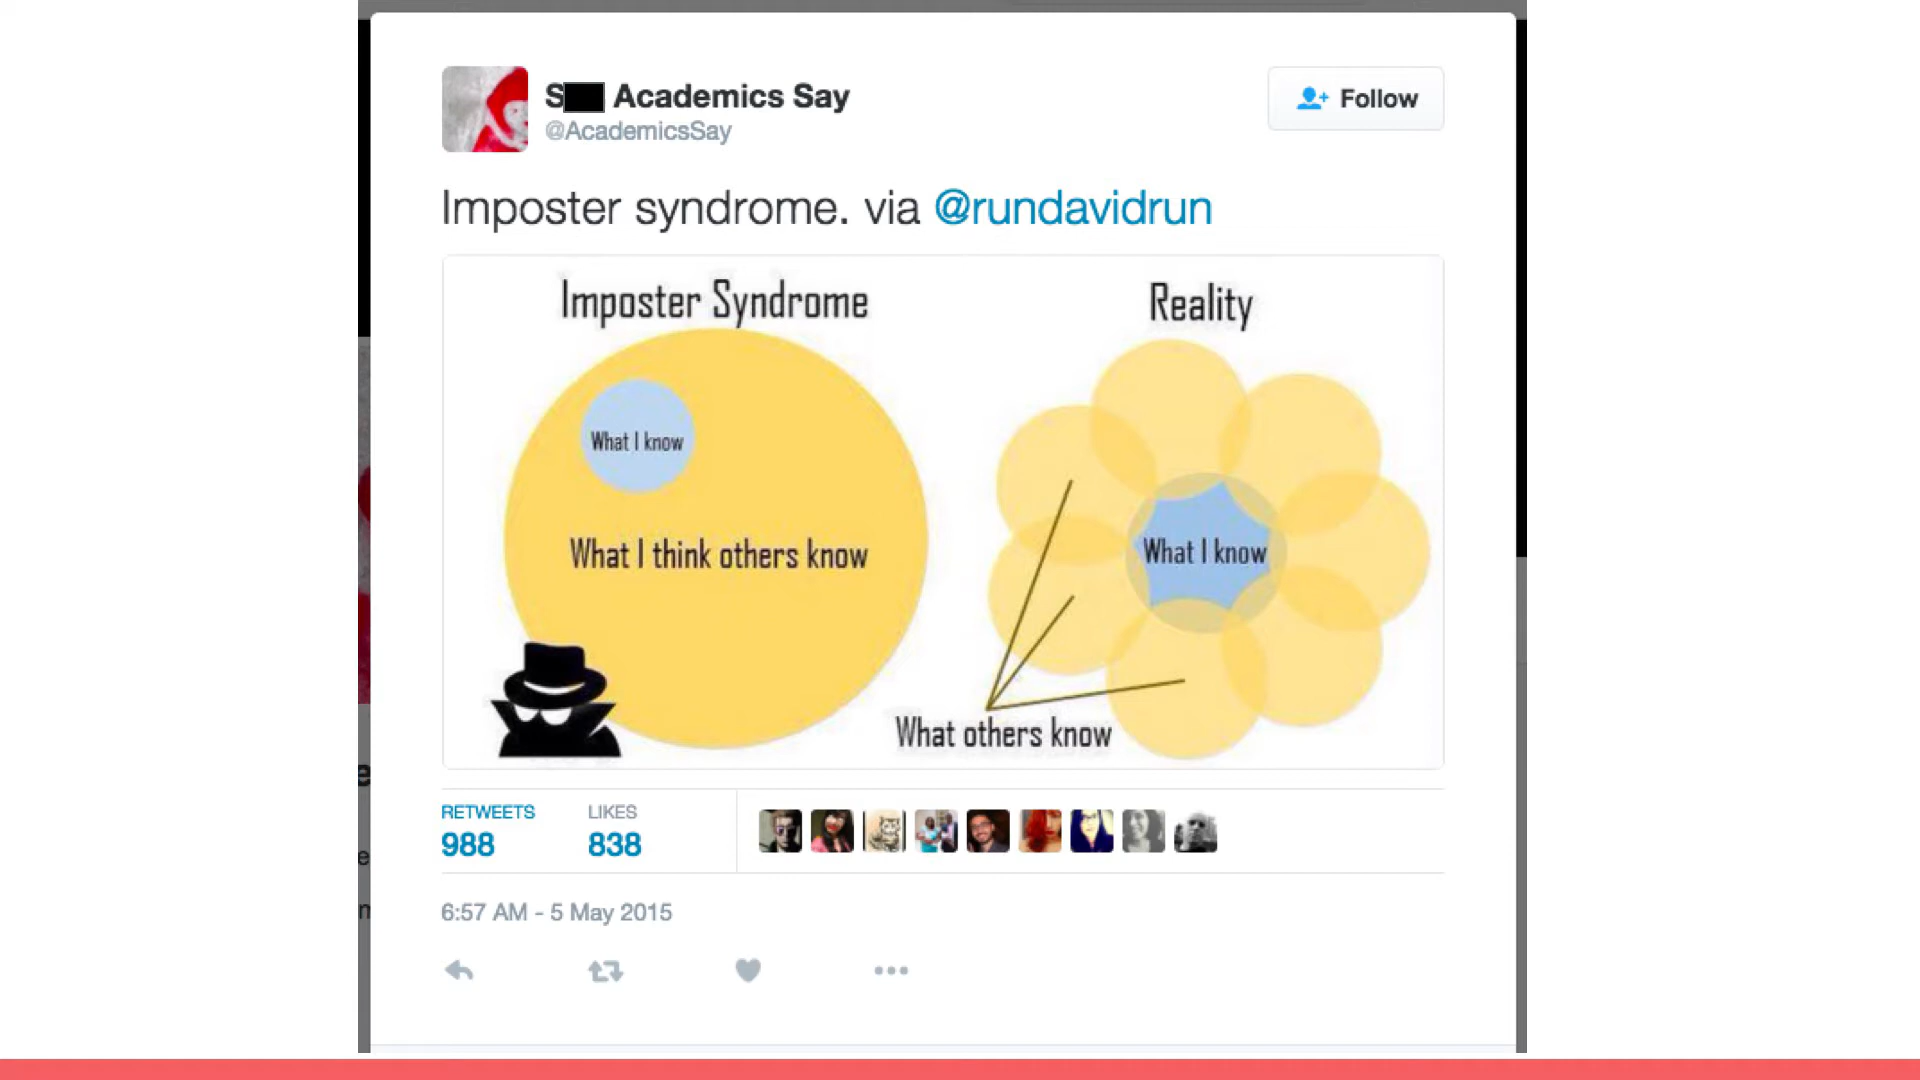 S Academics Say
@AcademicsSay
Follow
Imposter syndrome. via @rundavidrun
Imposter Syndrome
What I know
What I think others know
Reality
What I know
What others know
RETWEETS
988
LIKES
838
6:57 AM - 5 May 2015